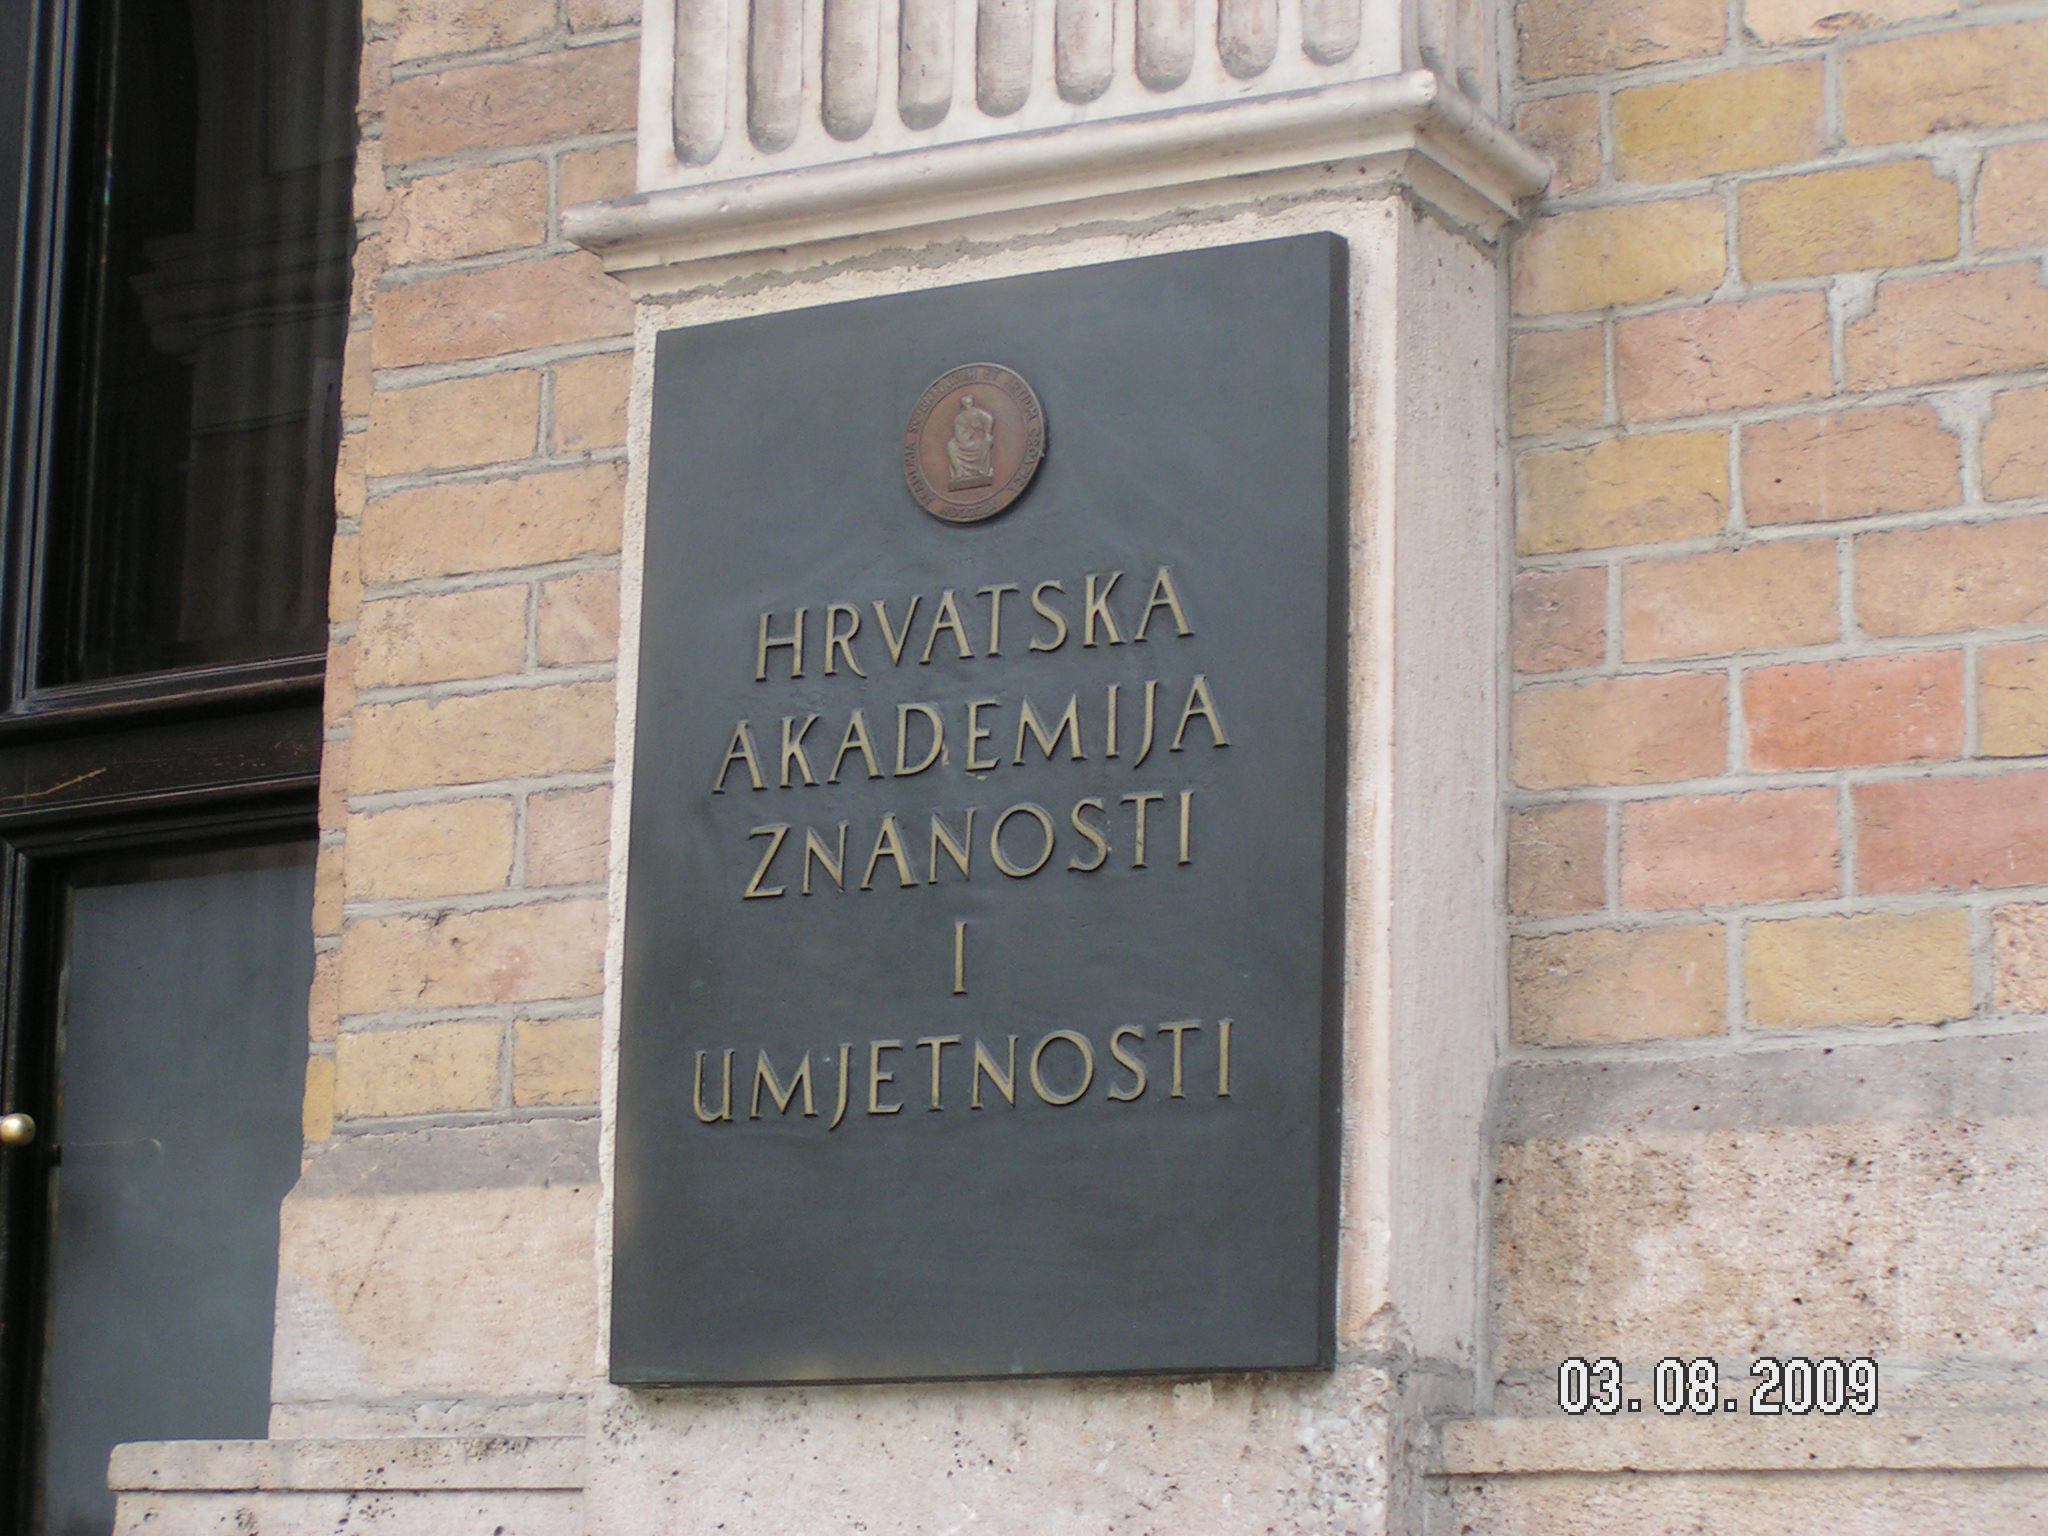 HRVATSKA
AKADEMIJA
ZNANOSTI
I
UMJETNOSTI
03.08.2009